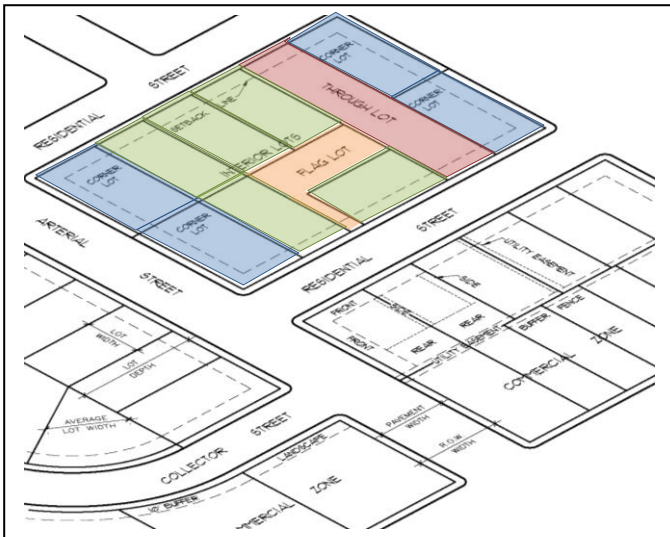 STREET
RESIDENTIAL
CORNER
LOT
THROUGH LOT
CORNER
LOT
SETBACK
LINE
INTERIOR LOTS
FLAG LOT
CORNER
LOT
CORNER
LOT
ARTERIAL
STREET
RESIDENTIAL
STREET
UTILITY EASEMENT
FRONT
SIDE
SIDE
FRONT
REAR
REAR
UTILITY EASEMENT
BUFFER
FENCE
COMMERCIAL
ZONE
LOT
WIDTH
LOT
DEPTH
AVERAGE
LOT WIDTH
COLLECTOR
STREET
PAVEMENT
WIDTH
R.O.W
WIDTH
LANDSCAPE
10' BUFFER
ZONE
MMERCIAL